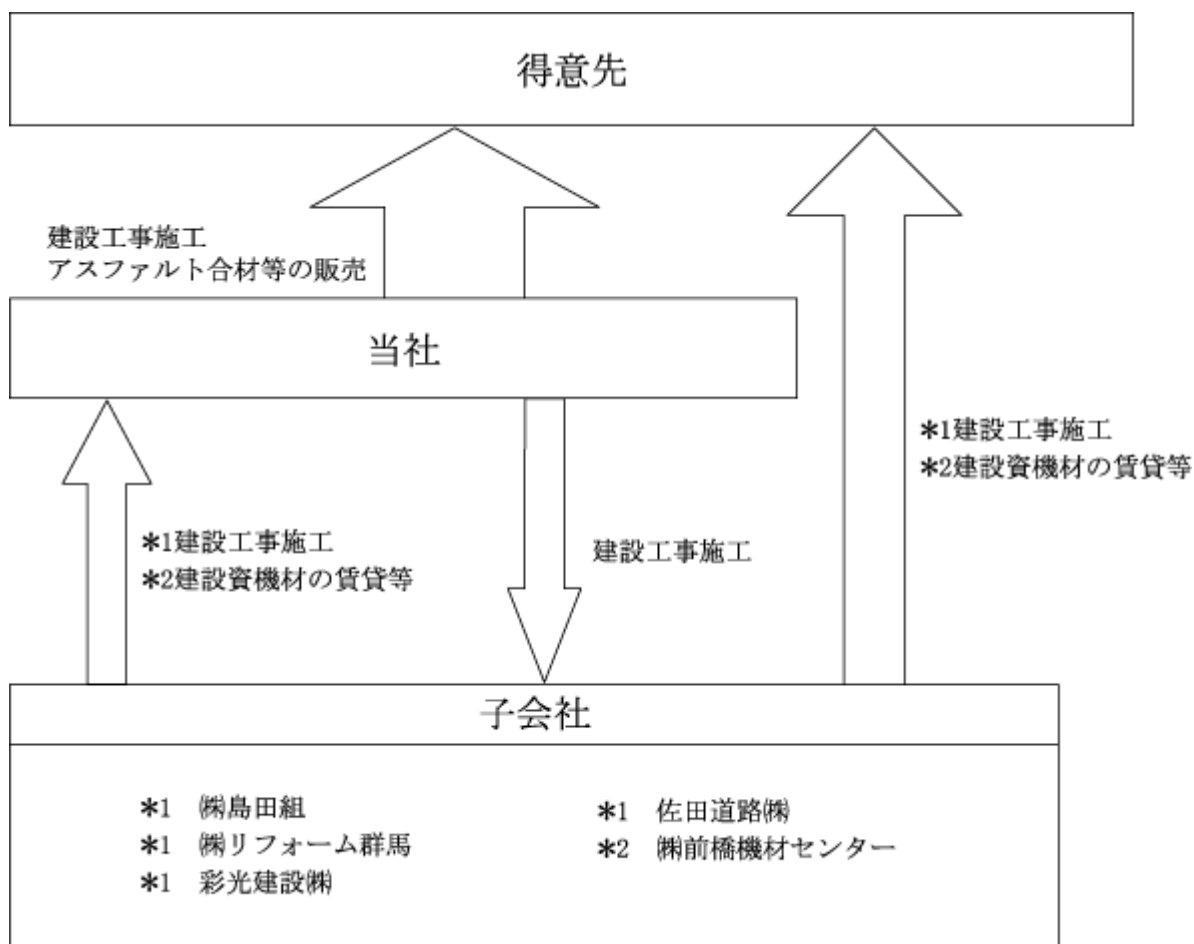 得意先
建設工事施工
アスファルト合材等の販売
当社
*1建設工事施工
*2建設資機材の賃貸等
*1建設工事施工
*2建設資機材の賃貸等
建設工事施工
子会社
*1 ㈱島田組
*1 ㈱リフォーム群馬
*1 彩光建設㈱
*1 佐田道路㈱
*2 ㈱前橋機材センター